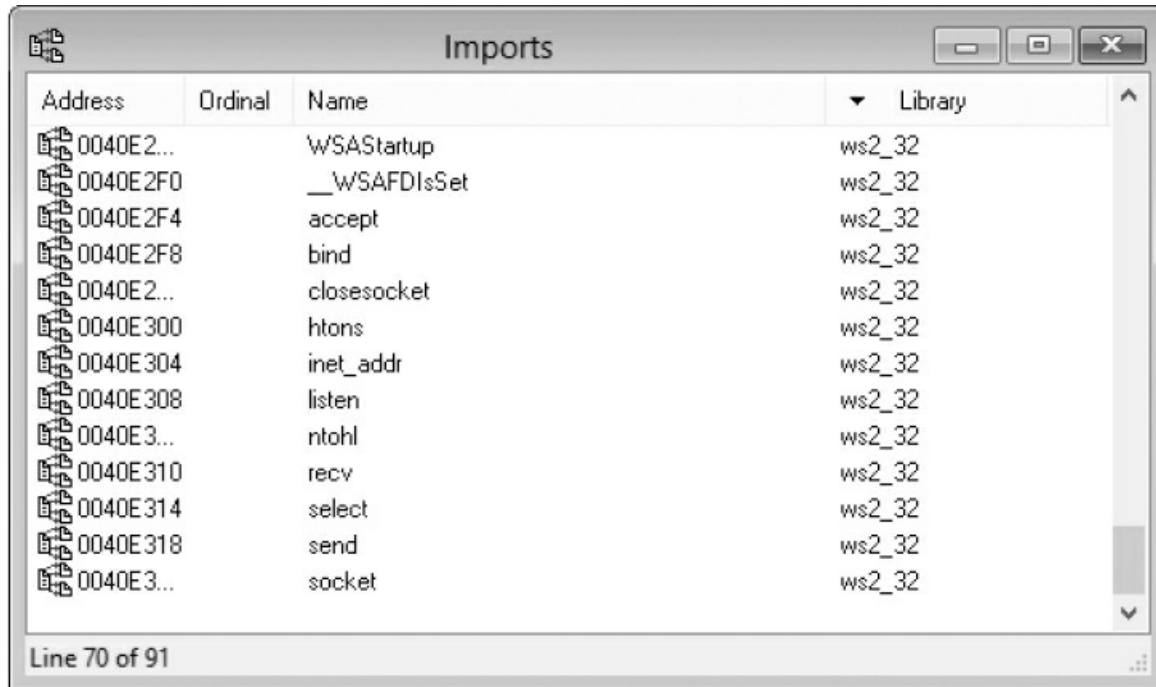 Imports
Address Ordinal Name Library
0040E2... WSAStartup ws2_32
0040E2F0 __WSAFDIsSet ws2_32
0040E2F4 accept ws2_32
0040E2F8 bind ws2_32
0040E2... closesocket ws2_32
0040E300 htons ws2_32
0040E304 inet_addr ws2_32
0040E308 listen ws2_32
0040E3... ntohl ws2_32
0040E310 recv ws2_32
0040E314 select ws2_32
0040E318 send ws2_32
0040E3... socket ws2_32
Line 70 of 91